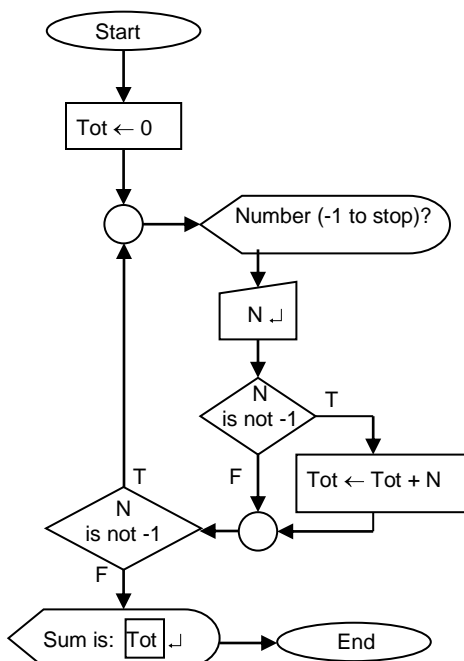 Start
Tot ← 0
Number (-1 to stop)?
N ↵
N
is not -1
T
F
Tot ← Tot + N
T
N
is not -1
F
Sum is: Tot ↵
End